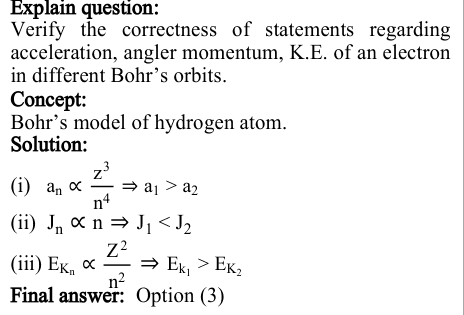 Explain question:
Verify the correctness of statements regarding
acceleration, angler momentum, K.E. of an electron
in different Bohr's orbits.
Concept:
Bohr's model of hydrogen atom.
Solution:
(i) aₙ ∝ z³/n⁴ ⇒ a₁ > a₂
(ii) Jₙ ∝ n ⇒ J₁ < J₂
(iii) E_Kₙ ∝ Z²/n² ⇒ E_k₁ > E_K₂
Final answer: Option (3)